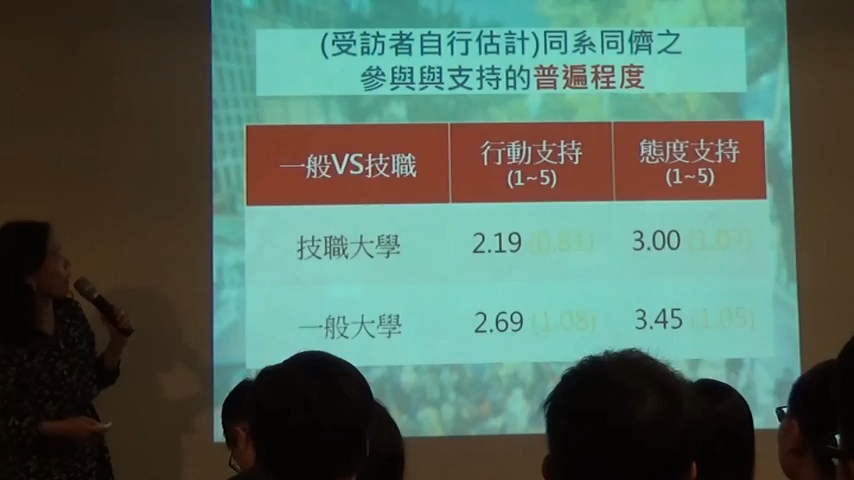 (受訪者自行估計)同系同儕之
參與與支持的普遍程度
一般VS技職 行動支持 (1~5) 態度支持 (1~5)
技職大學 2.19 (0.81) 3.00 (1.07)
一般大學 2.69 (1.08) 3.45 (1.05)